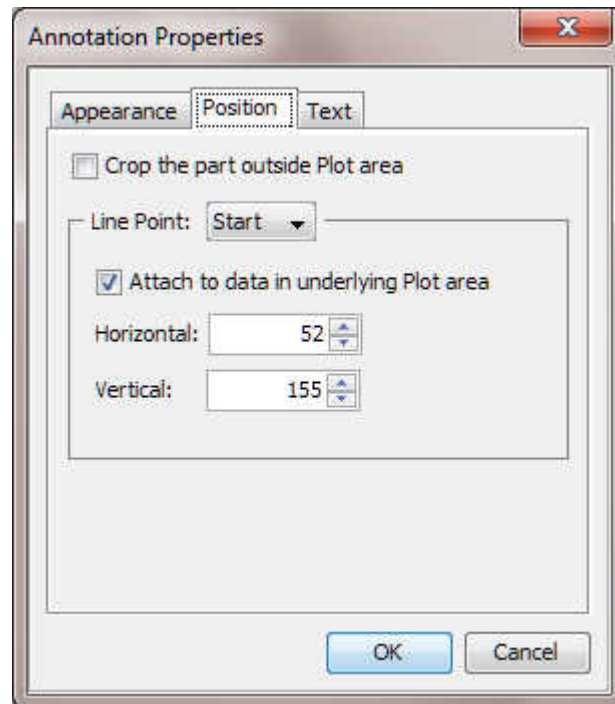 Annotation Properties
Appearance Position Text
Crop the part outside Plot area
Line Point: Start
Attach to data in underlying Plot area
Horizontal: 52
Vertical: 155
OK Cancel